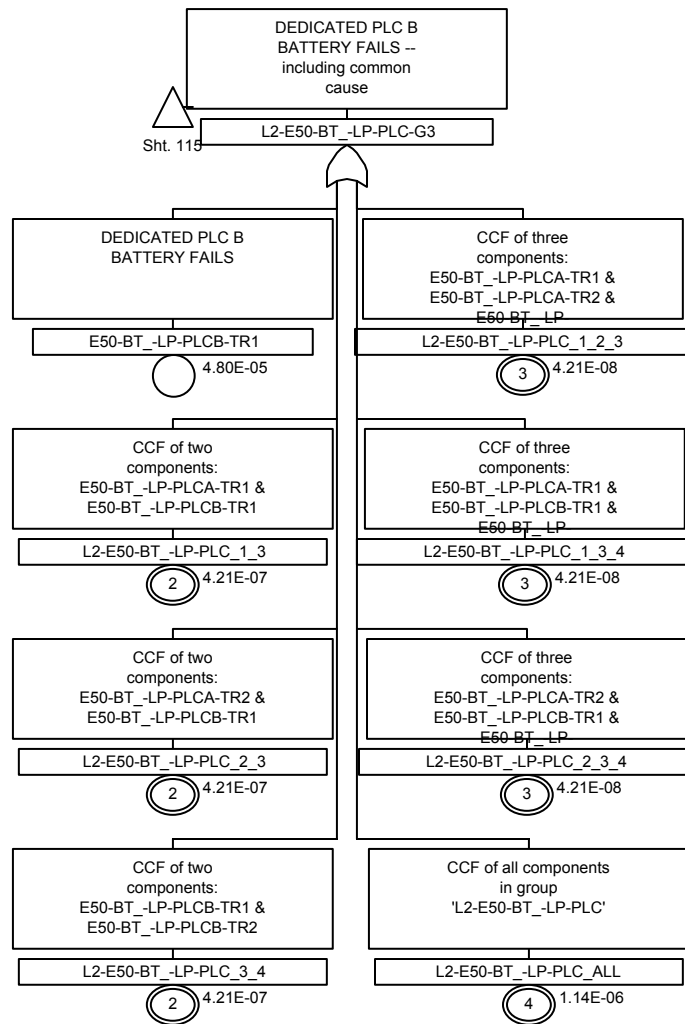 DEDICATED PLC B
BATTERY FAILS --
including common
cause
L2-E50-BT_-LP-PLC-G3
Sht. 115
DEDICATED PLC B
BATTERY FAILS
E50-BT_-LP-PLCB-TR1
4.80E-05
CCF of three
components:
E50-BT_-LP-PLCA-TR1 &
E50-BT_-LP-PLCA-TR2 &
E50-BT_-LP
L2-E50-BT_-LP-PLC_1_2_3
3
4.21E-08
CCF of two
components:
E50-BT_-LP-PLCA-TR1 &
E50-BT_-LP-PLCB-TR1
L2-E50-BT_-LP-PLC_1_3
2
4.21E-07
CCF of three
components:
E50-BT_-LP-PLCA-TR1 &
E50-BT_-LP-PLCB-TR1 &
E50-BT_-LP
L2-E50-BT_-LP-PLC_1_3_4
3
4.21E-08
CCF of two
components:
E50-BT_-LP-PLCA-TR2 &
E50-BT_-LP-PLCB-TR1
L2-E50-BT_-LP-PLC_2_3
2
4.21E-07
CCF of three
components:
E50-BT_-LP-PLCA-TR2 &
E50-BT_-LP-PLCB-TR1 &
E50-BT_-LP
L2-E50-BT_-LP-PLC_2_3_4
3
4.21E-08
CCF of two
components:
E50-BT_-LP-PLCB-TR1 &
E50-BT_-LP-PLCB-TR2
L2-E50-BT_-LP-PLC_3_4
2
4.21E-07
CCF of all components
in group
'L2-E50-BT_-LP-PLC'
L2-E50-BT_-LP-PLC_ALL
4
1.14E-06